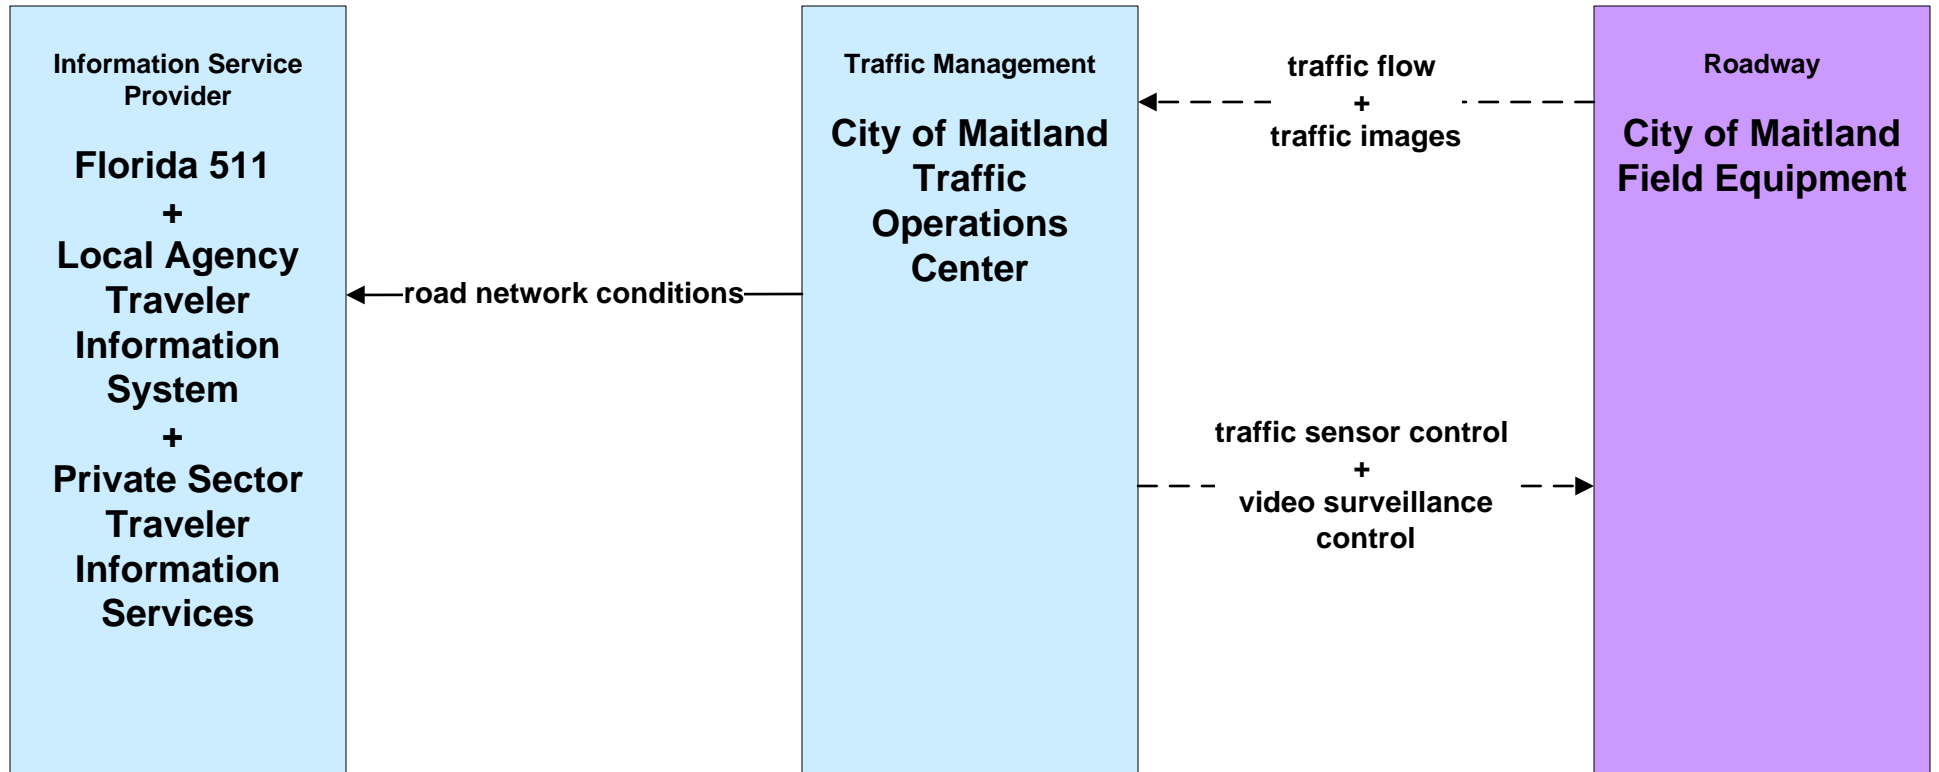 Information Service
Provider
Florida 511
+
Local Agency
Traveler
Information
System
+
Private Sector
Traveler
Information
Services
road network conditions
Traffic Management
City of Maitland
Traffic
Operations
Center
traffic flow
+
traffic images
traffic sensor control
+
video surveillance
control
Roadway
City of Maitland
Field Equipment